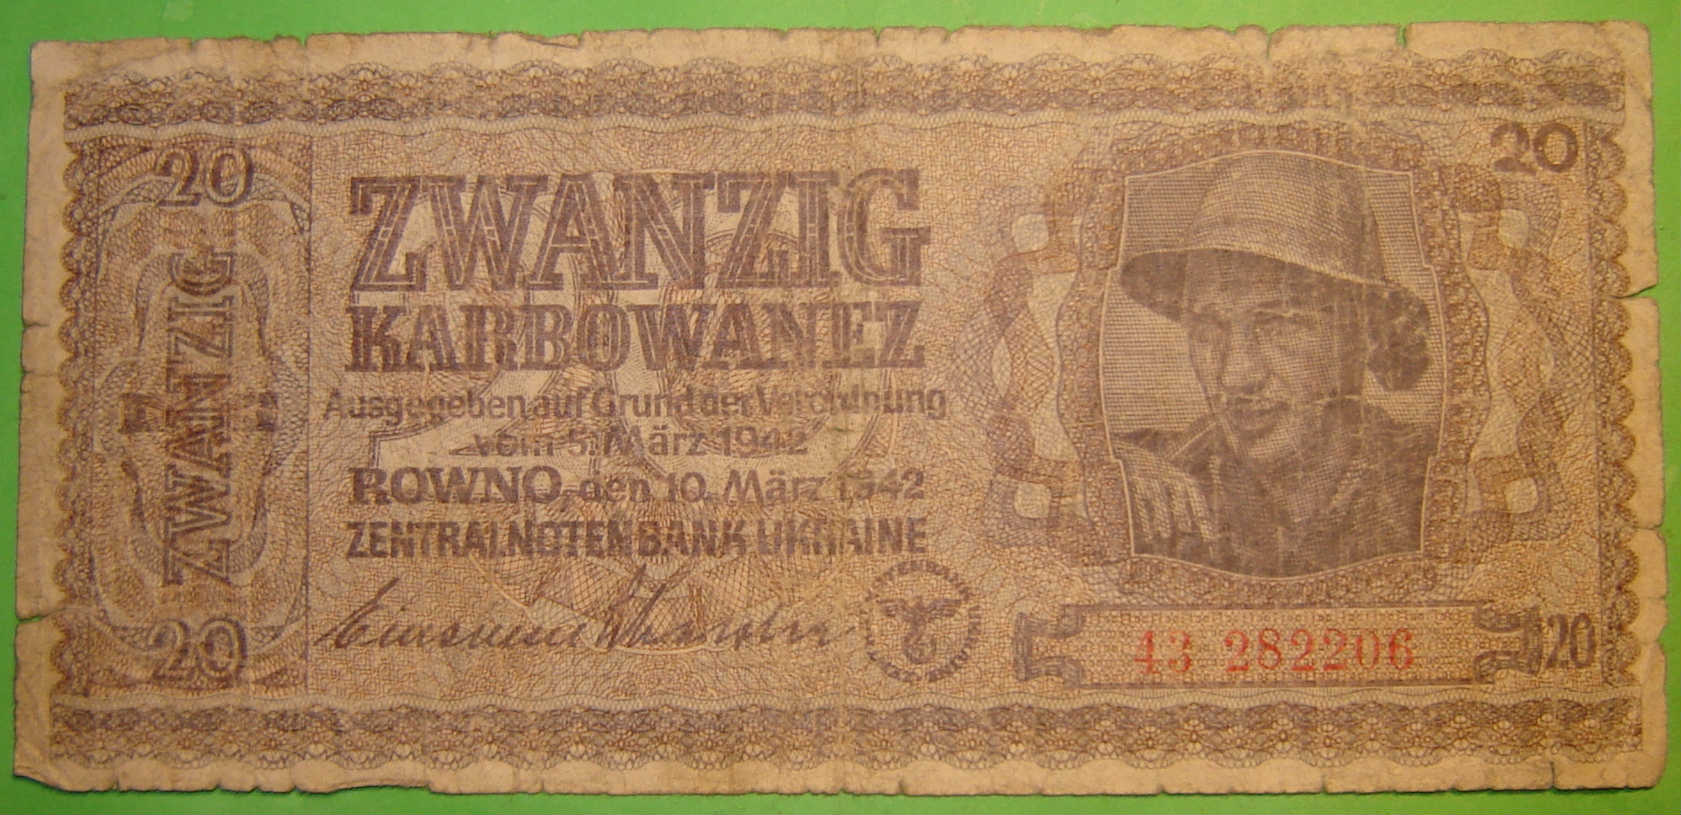 20
20
ZWANZIG
ZWANZIG
KARBOWANEZ
Ausgegeben auf Grund der Verordnung
vom 5. März 1942
ROWNO, den 10. März 1942
ZENTRALNOTENBANK UKRAINE
43 282206
20
20